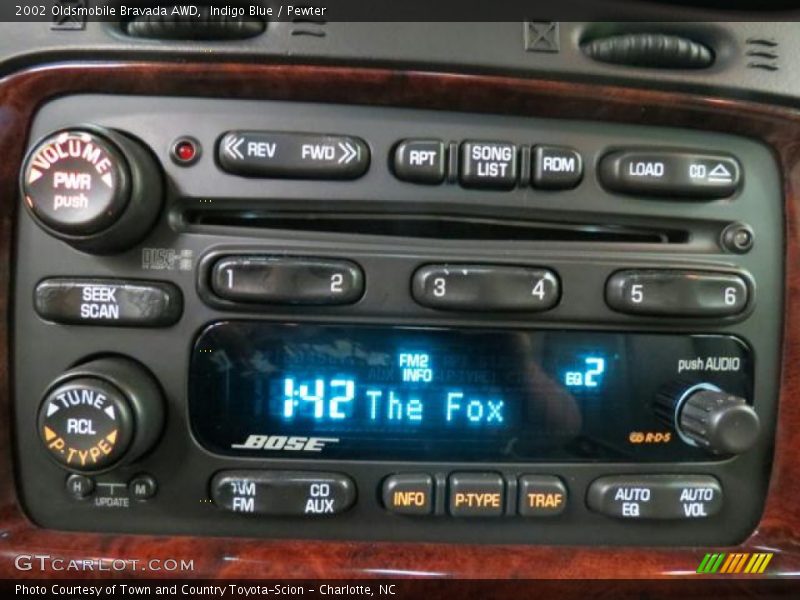 2002 Oldsmobile Bravada AWD, Indigo Blue / Pewter
VOLUME
PWR
push
REV FWD
RPT
SONG
LIST
RDM
LOAD CD
1 2
3 4
5 6
SEEK
SCAN
FM2
INFO
EQ 2
1:42 The Fox
push AUDIO
R·D·S
BOSE
TUNE
RCL
P-TYPE
H M
UPDATE
AM
FM
CD
AUX
INFO
P-TYPE
TRAF
AUTO
EQ
AUTO
VOL
GTCARLOT.COM
Photo Courtesy of Town and Country Toyota-Scion - Charlotte, NC